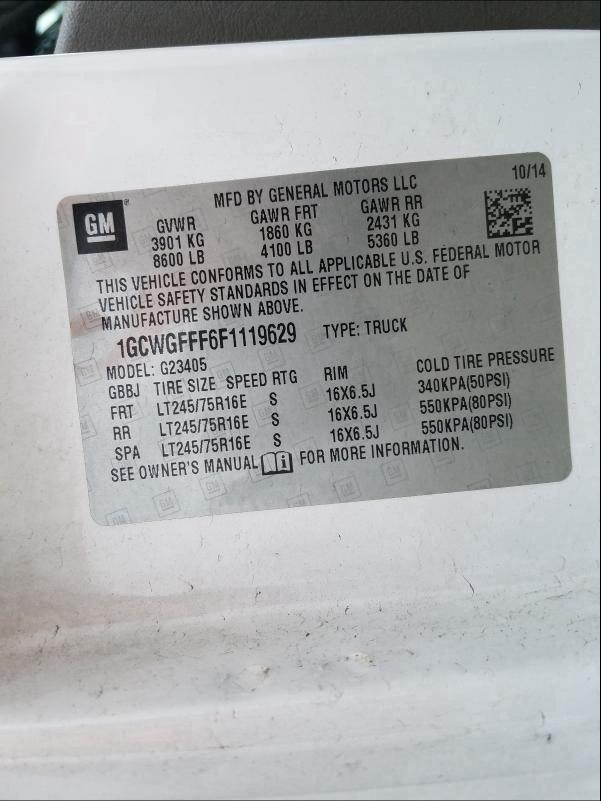 MFD BY GENERAL MOTORS LLC 10/14
GM GVWR GAWR FRT GAWR RR
3901 KG 1860 KG 2431 KG
8600 LB 4100 LB 5360 LB
THIS VEHICLE CONFORMS TO ALL APPLICABLE U.S. FEDERAL MOTOR
VEHICLE SAFETY STANDARDS IN EFFECT ON THE DATE OF
MANUFACTURE SHOWN ABOVE.
1GCWGFFF6F1119629 TYPE: TRUCK
MODEL: G23405
GBBJ TIRE SIZE SPEED RTG RIM COLD TIRE PRESSURE
FRT LT245/75R16E S 16X6.5J 340KPA(50PSI)
RR LT245/75R16E S 16X6.5J 550KPA(80PSI)
SPA LT245/75R16E S 16X6.5J 550KPA(80PSI)
SEE OWNER'S MANUAL FOR MORE INFORMATION.